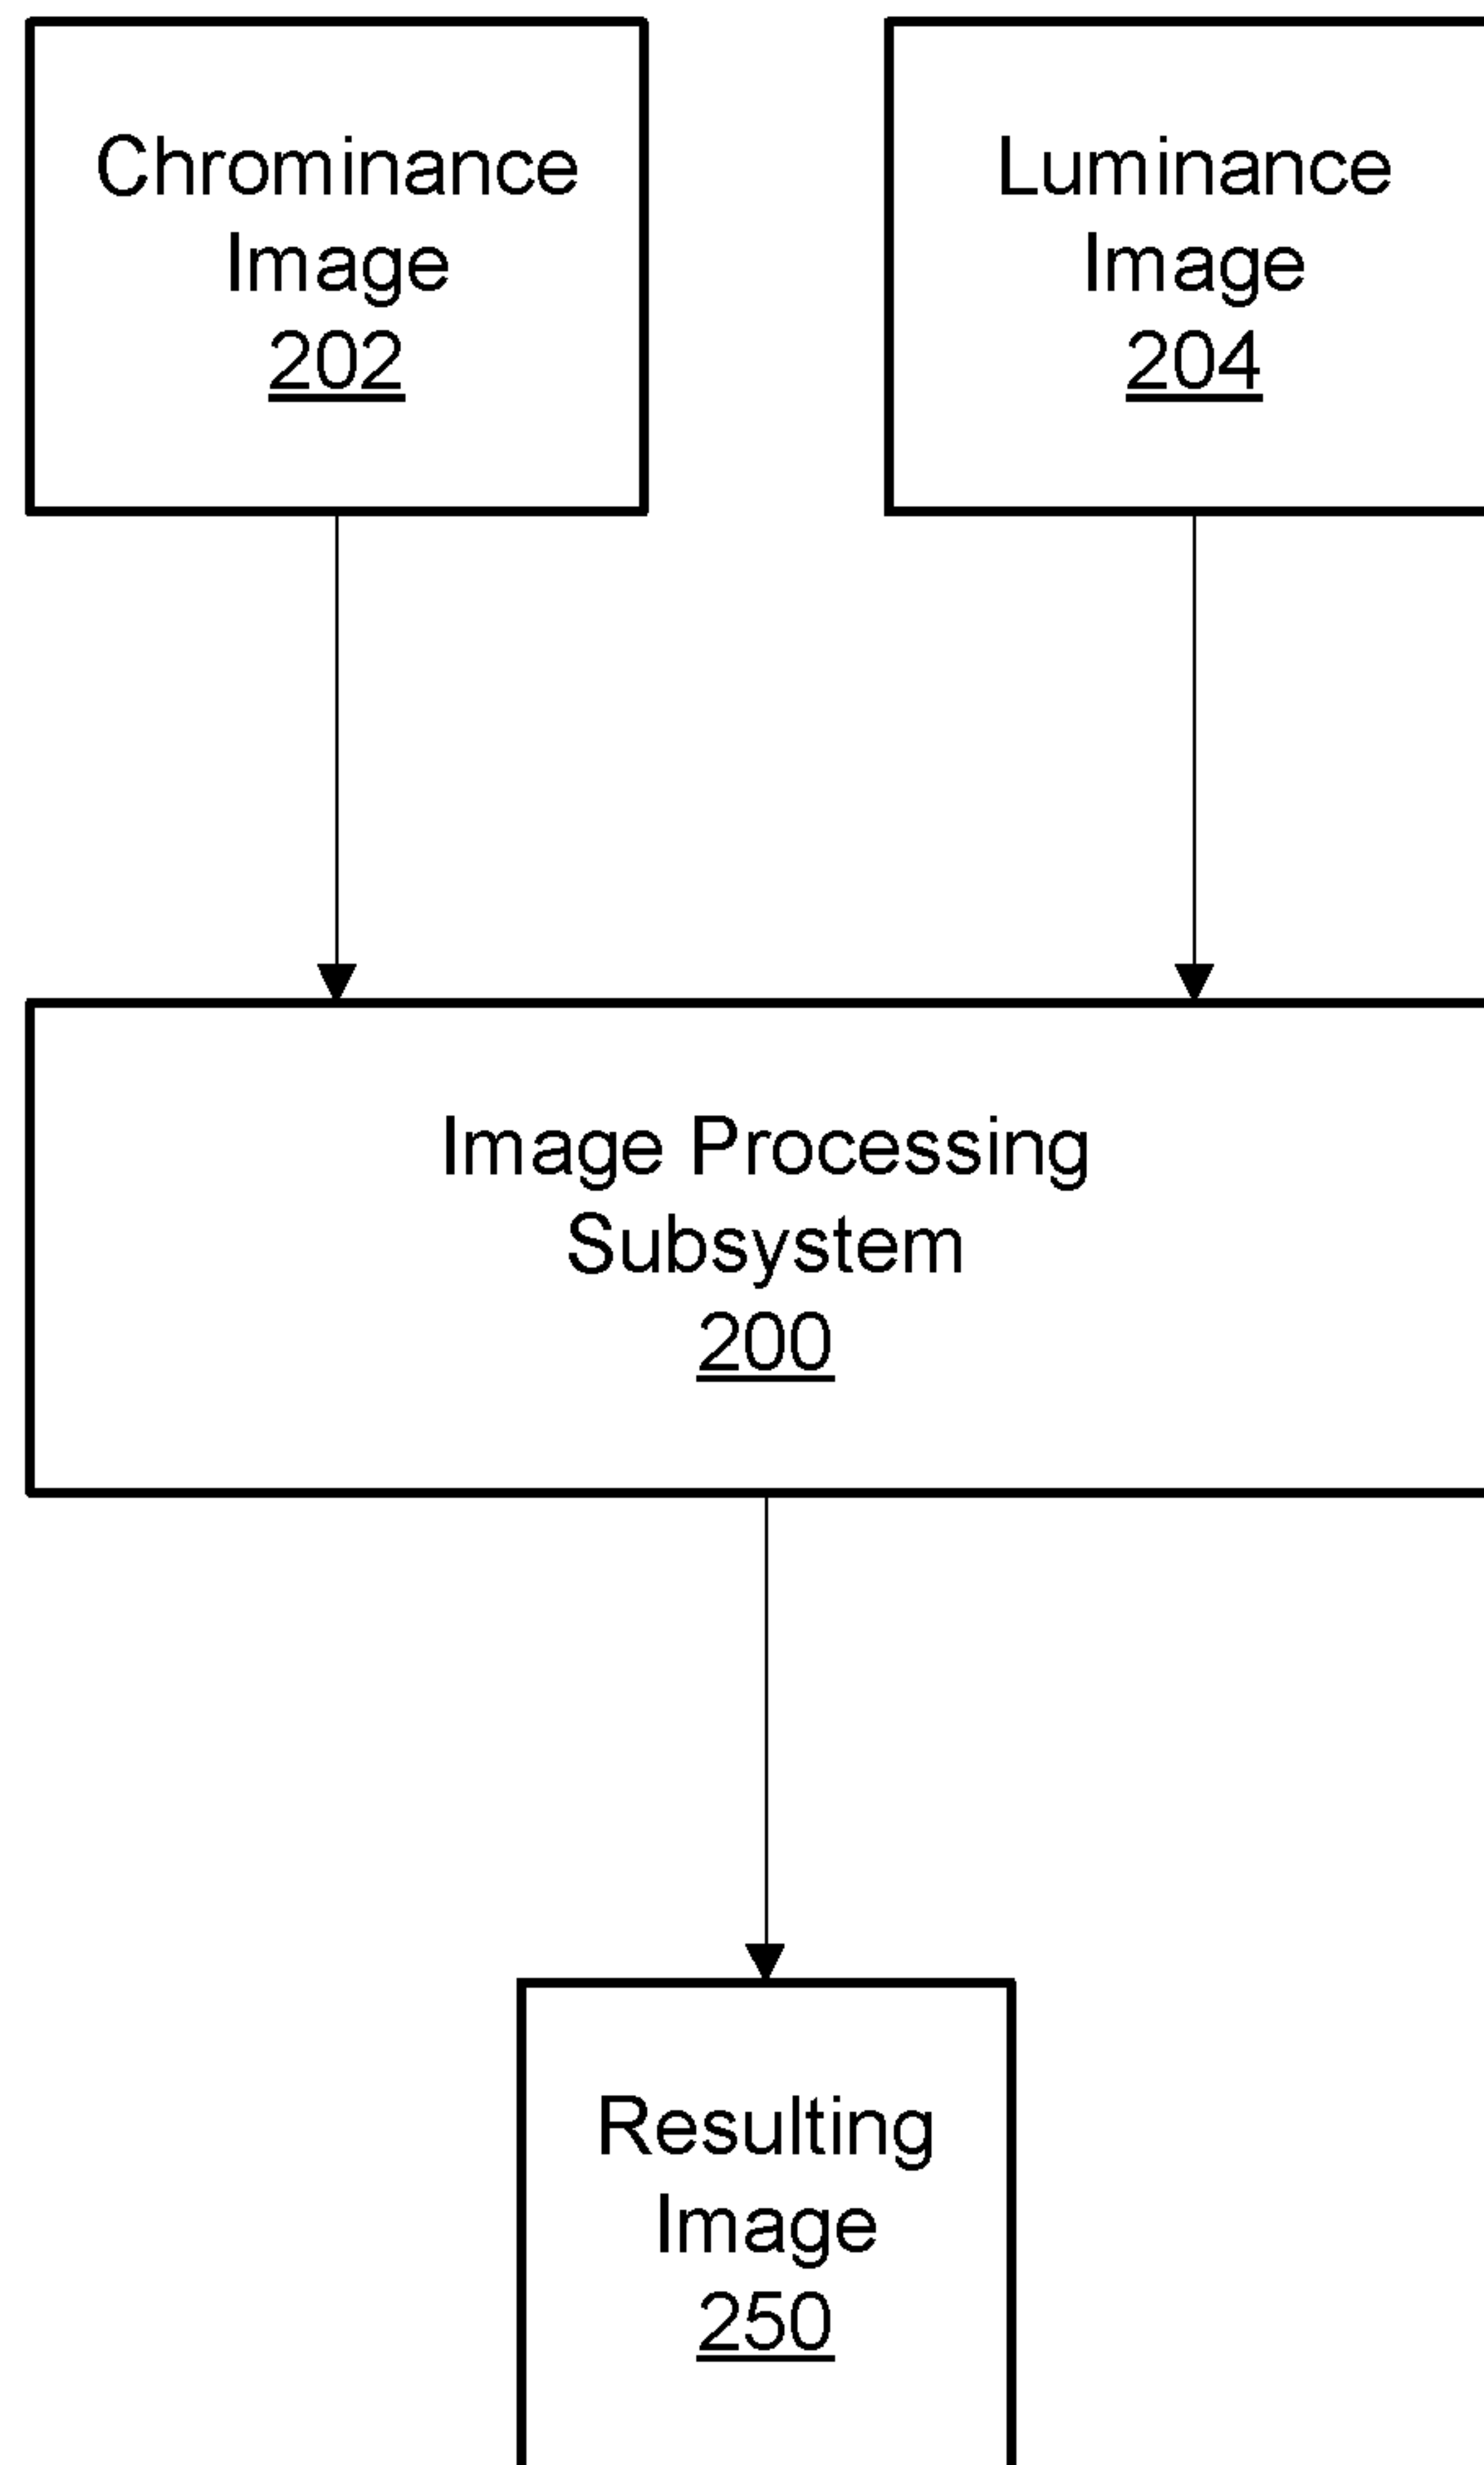 Chrominance
Image
202
Luminance
Image
204
Image Processing
Subsystem
200
Resulting
Image
250